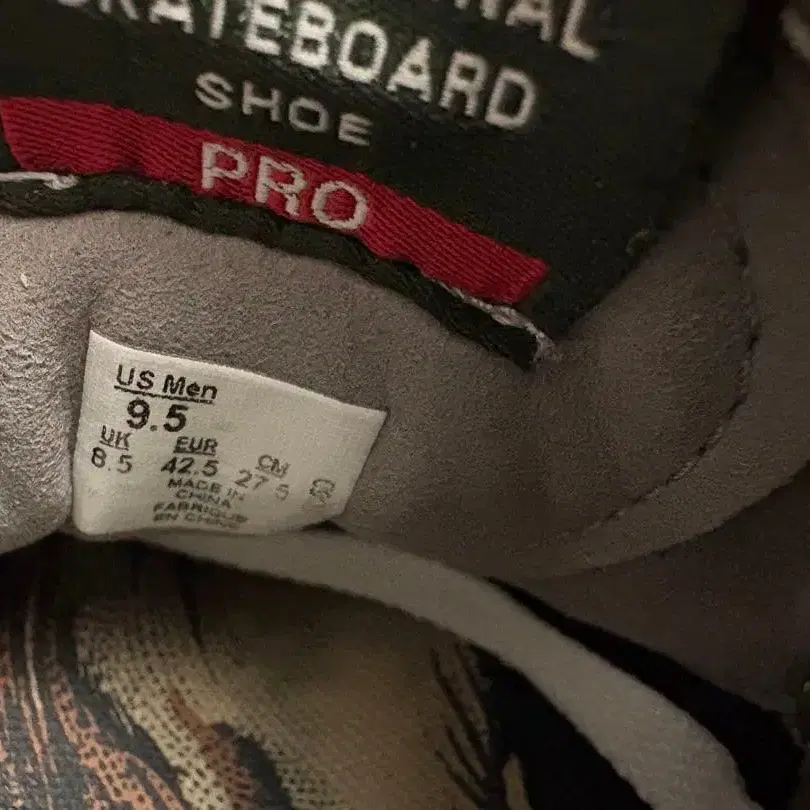 SKATEBOARD
SHOE
PRO
US Men
9.5
UK EUR CM
8.5 42.5 27.5
MADE IN
CHINA
FABRIQUE
EN CHINE